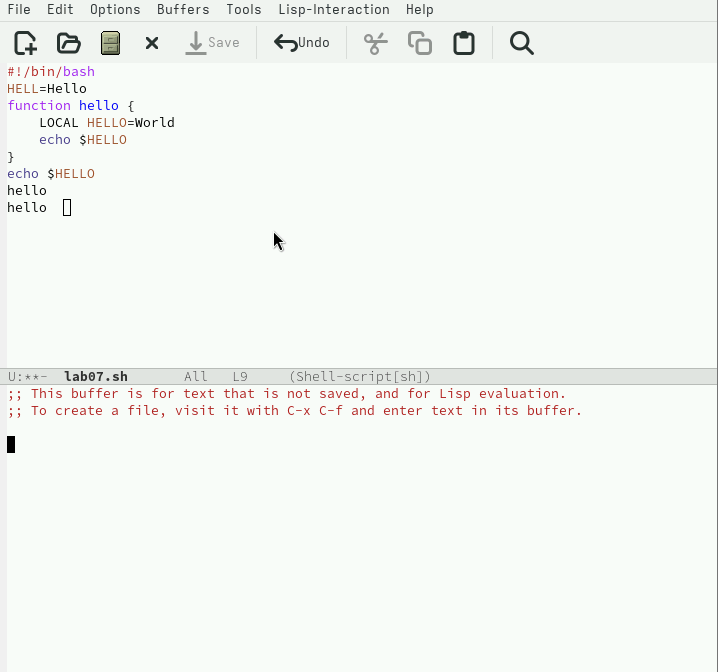 File Edit Options Buffers Tools Lisp-Interaction Help
Save Undo
#!/bin/bash
HELL=Hello
function hello {
    LOCAL HELLO=World
    echo $HELLO
}
echo $HELLO
hello
hello
U:**-  lab07.sh       All   L9     (Shell-script[sh])
;; This buffer is for text that is not saved, and for Lisp evaluation.
;; To create a file, visit it with C-x C-f and enter text in its buffer.